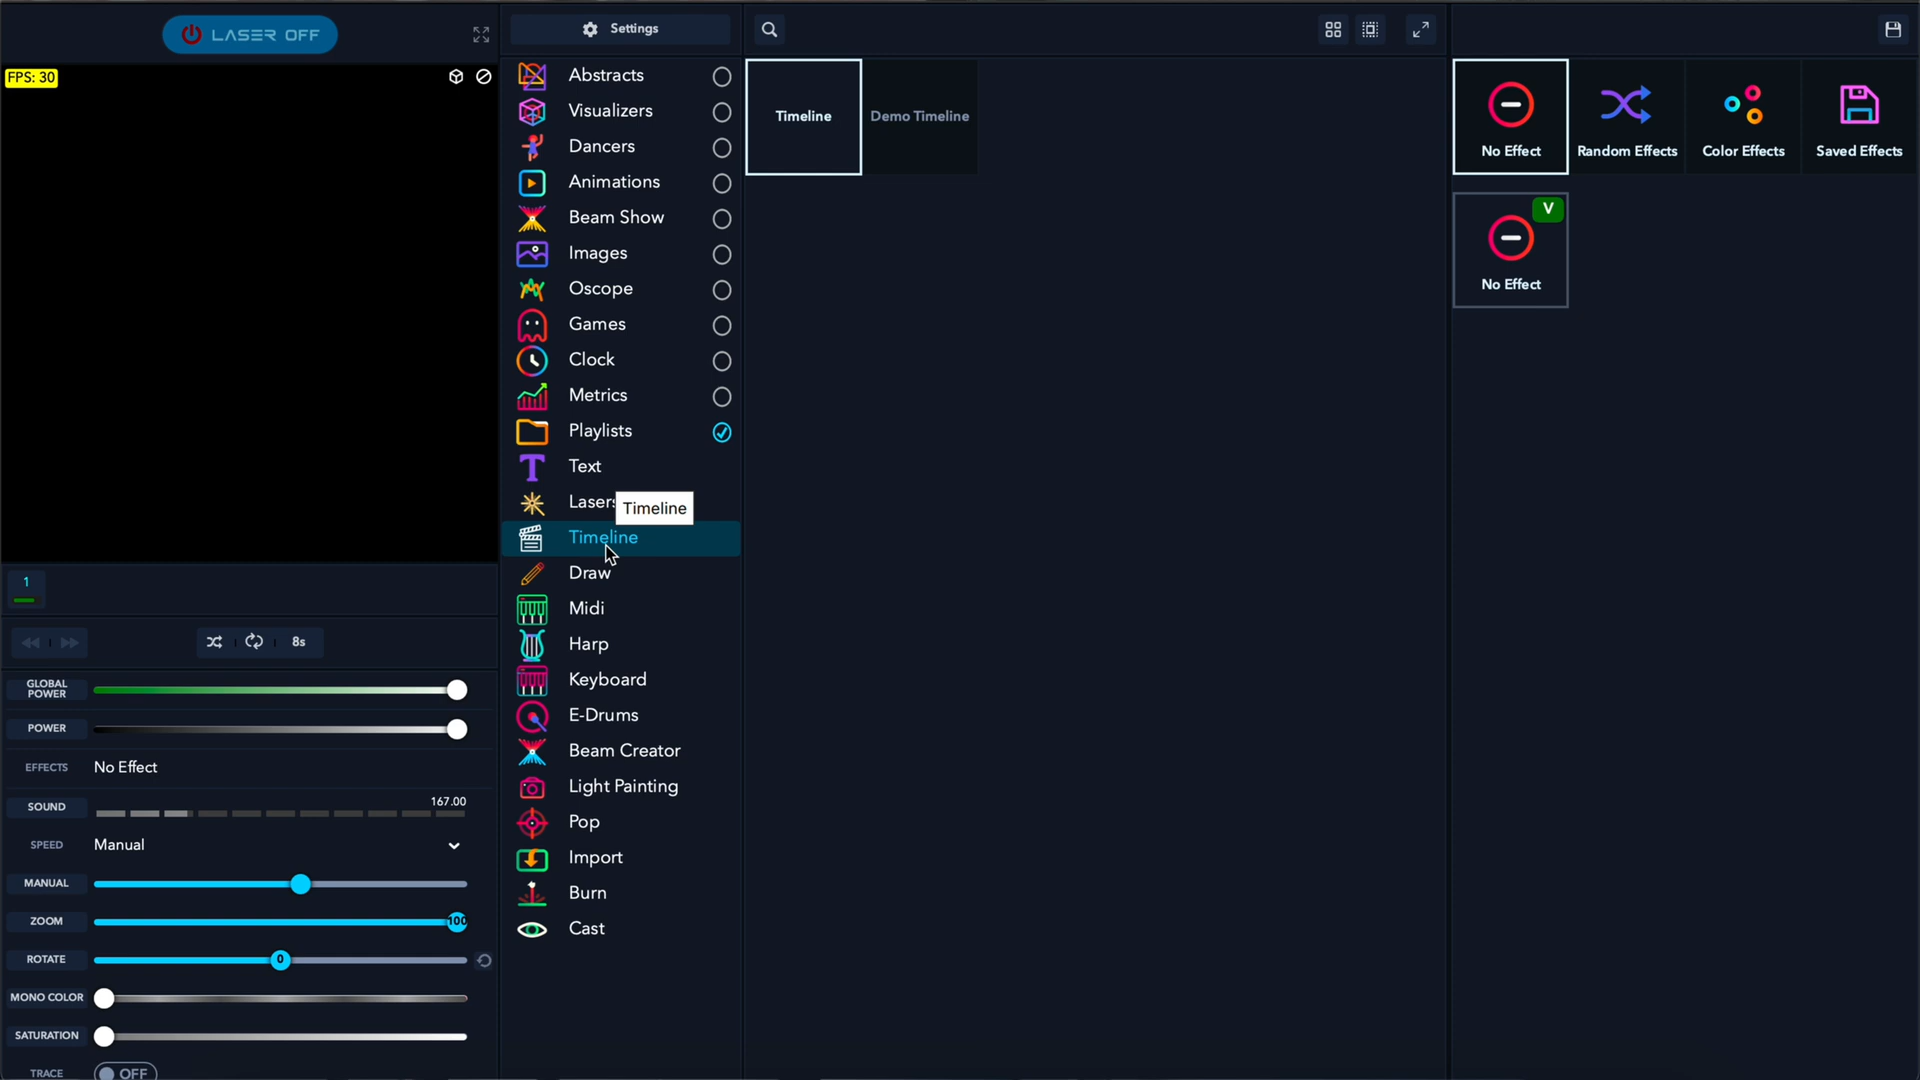 LASER OFF
FPS: 30
1
8s
GLOBAL
POWER
POWER
EFFECTS
No Effect
SOUND
167.00
SPEED
Manual
MANUAL
ZOOM
100
ROTATE
0
MONO COLOR
SATURATION
TRACE
OFF
Settings
Abstracts
Visualizers
Dancers
Animations
Beam Show
Images
Oscope
Games
Clock
Metrics
Playlists
Text
Lasers
Timeline
Timeline
Draw
Midi
Harp
Keyboard
E-Drums
Beam Creator
Light Painting
Pop
Import
Burn
Cast
Timeline
Demo Timeline
No Effect
Random Effects
Color Effects
Saved Effects
V
No Effect